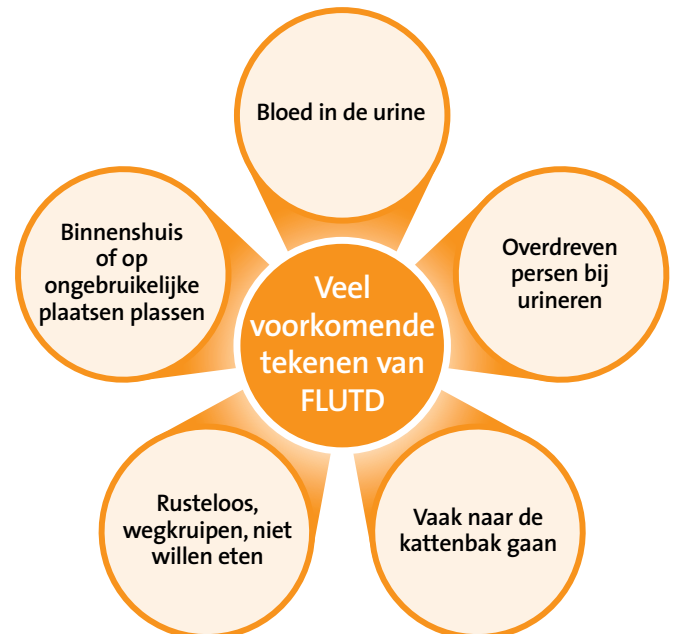 Bloed in de urine
Overdreven
persen bij
urineren
Vaak naar de
kattenbak gaan
Rusteloos,
wegkruipen, niet
willen eten
Binnenshuis
of op
ongebruikelijke
plaatsen plassen
Veel
voorkomende
tekenen van
FLUTD